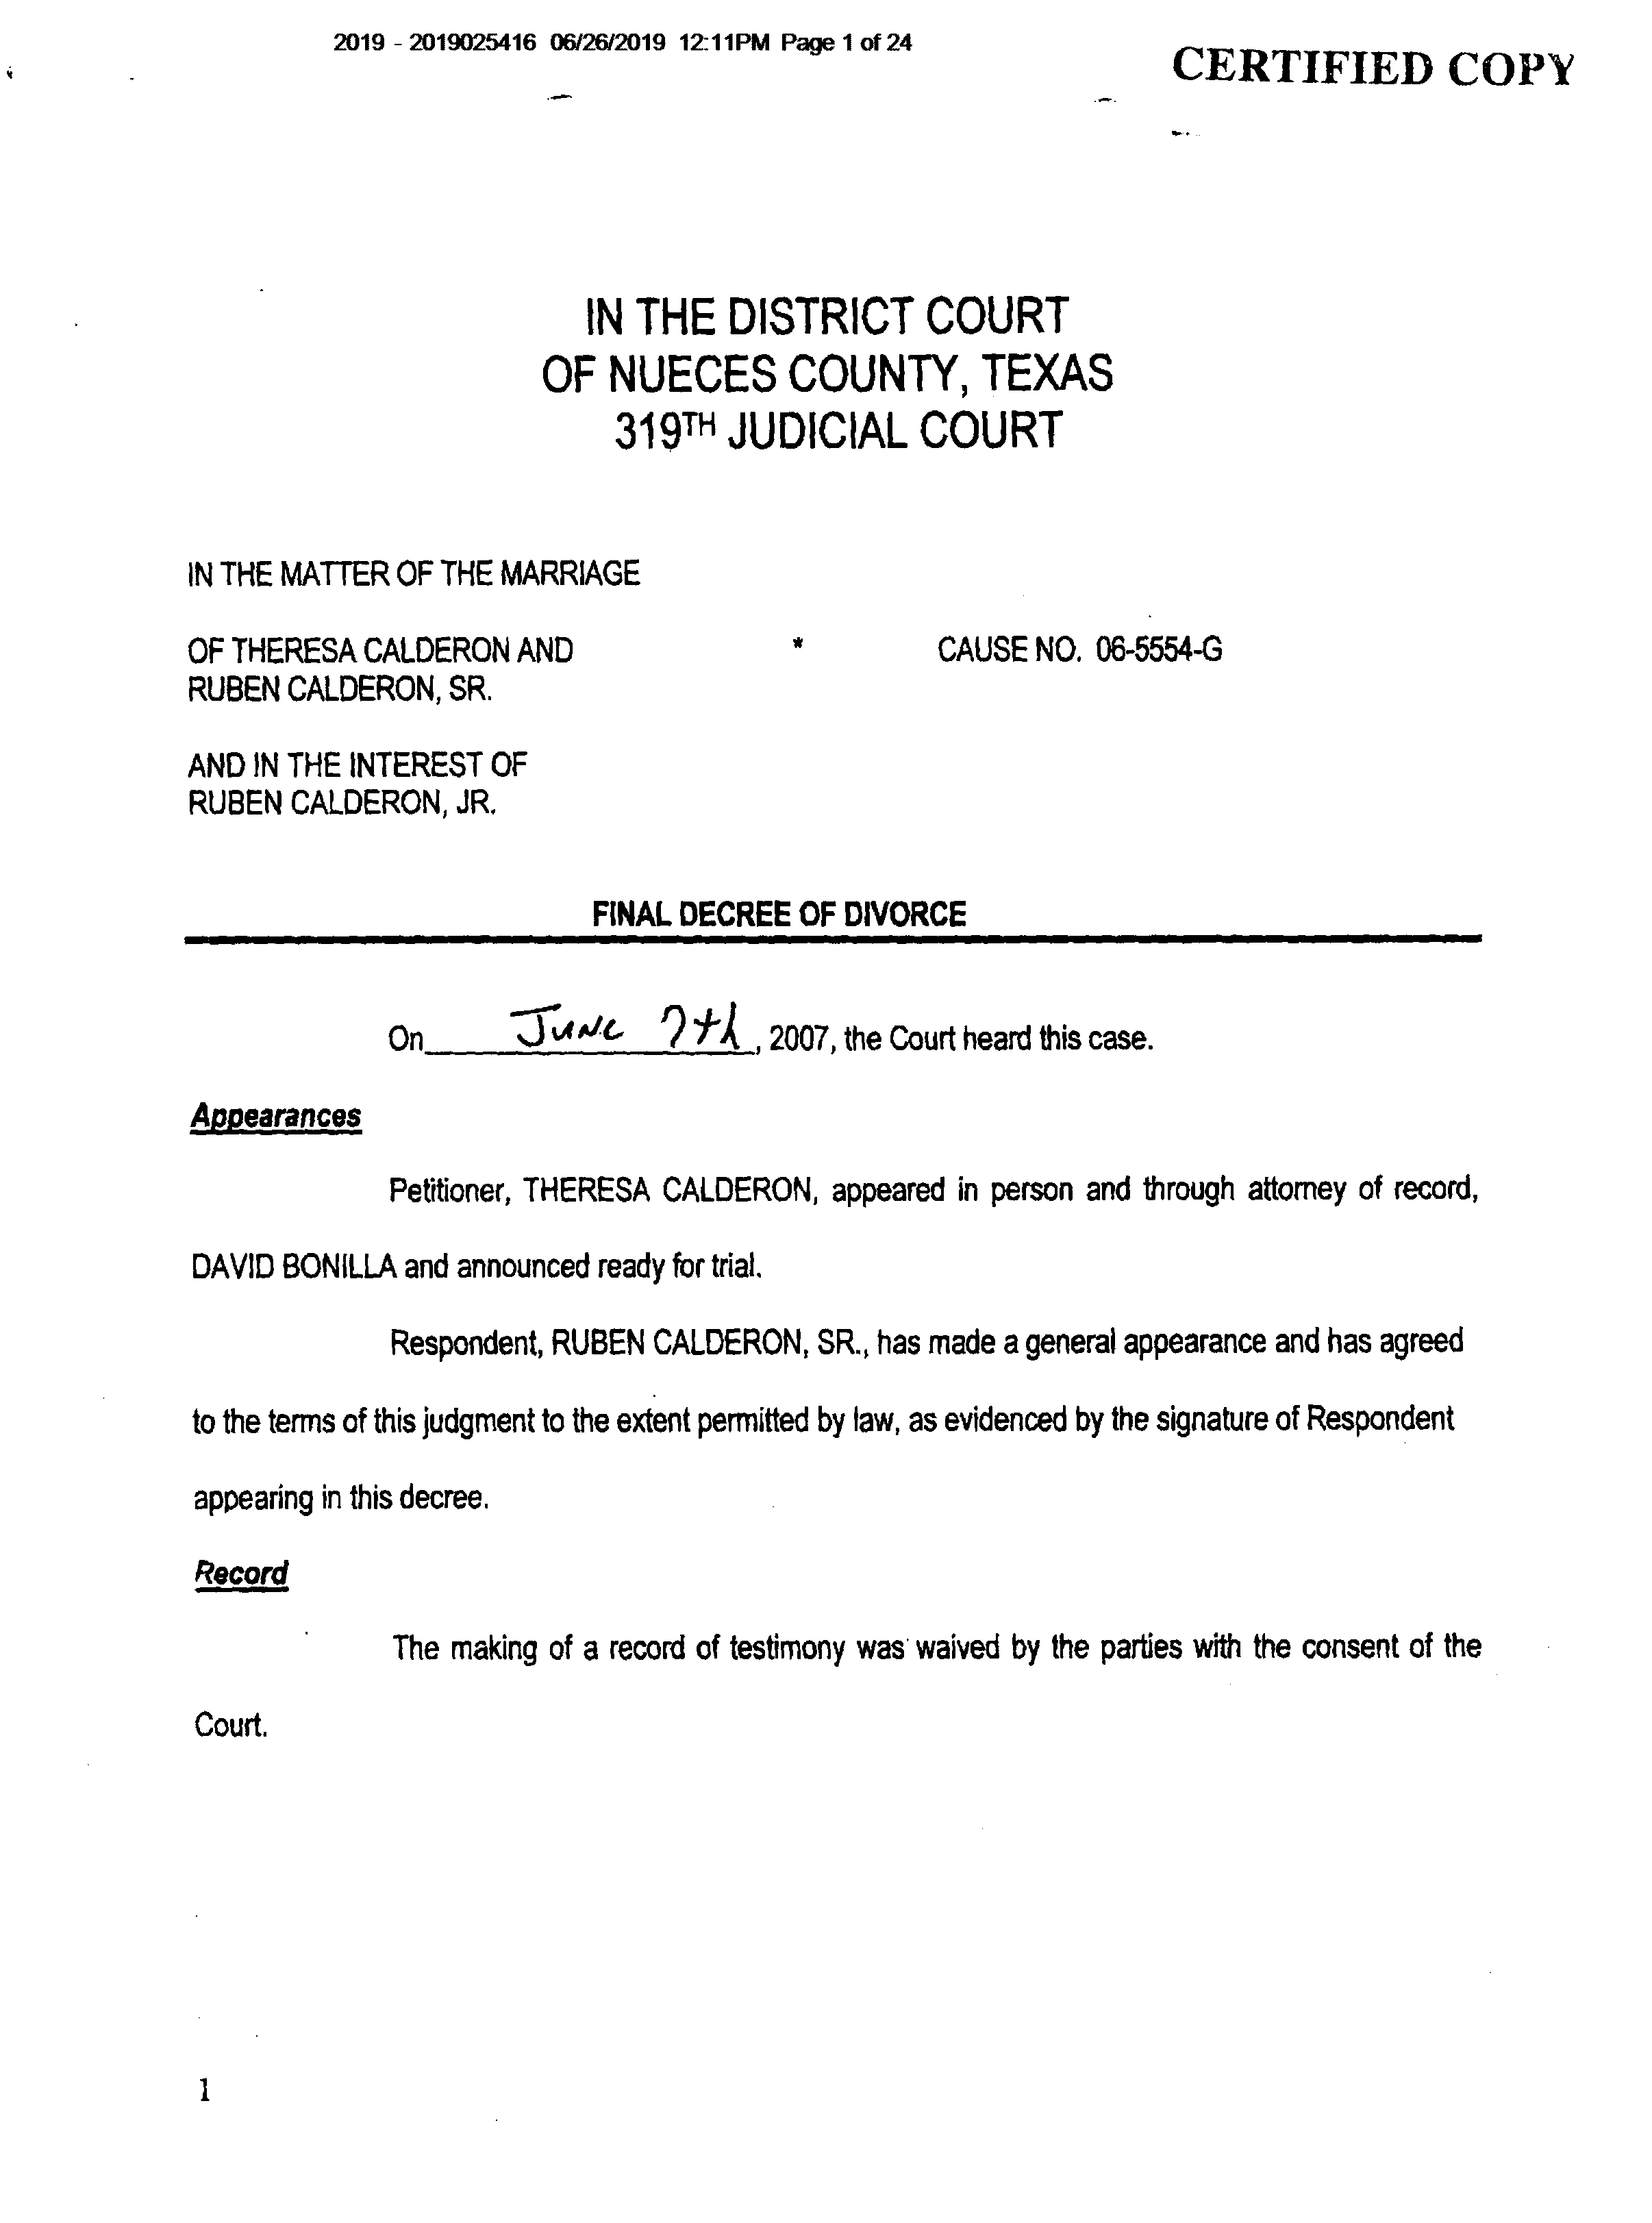 2019 - 2019025416 06/26/2019 12:11PM Page 1 of 24
CERTIFIED COPY
IN THE DISTRICT COURT
OF NUECES COUNTY, TEXAS
319TH JUDICIAL COURT
IN THE MATTER OF THE MARRIAGE
OF THERESA CALDERON AND * CAUSE NO. 06-5554-G
RUBEN CALDERON, SR.
AND IN THE INTEREST OF
RUBEN CALDERON, JR.
FINAL DECREE OF DIVORCE
On June 7th, 2007, the Court heard this case.
Appearances
Petitioner, THERESA CALDERON, appeared in person and through attorney of record,
DAVID BONILLA and announced ready for trial.
Respondent, RUBEN CALDERON, SR., has made a general appearance and has agreed
to the terms of this judgment to the extent permitted by law, as evidenced by the signature of Respondent
appearing in this decree.
Record
The making of a record of testimony was waived by the parties with the consent of the
Court.
1